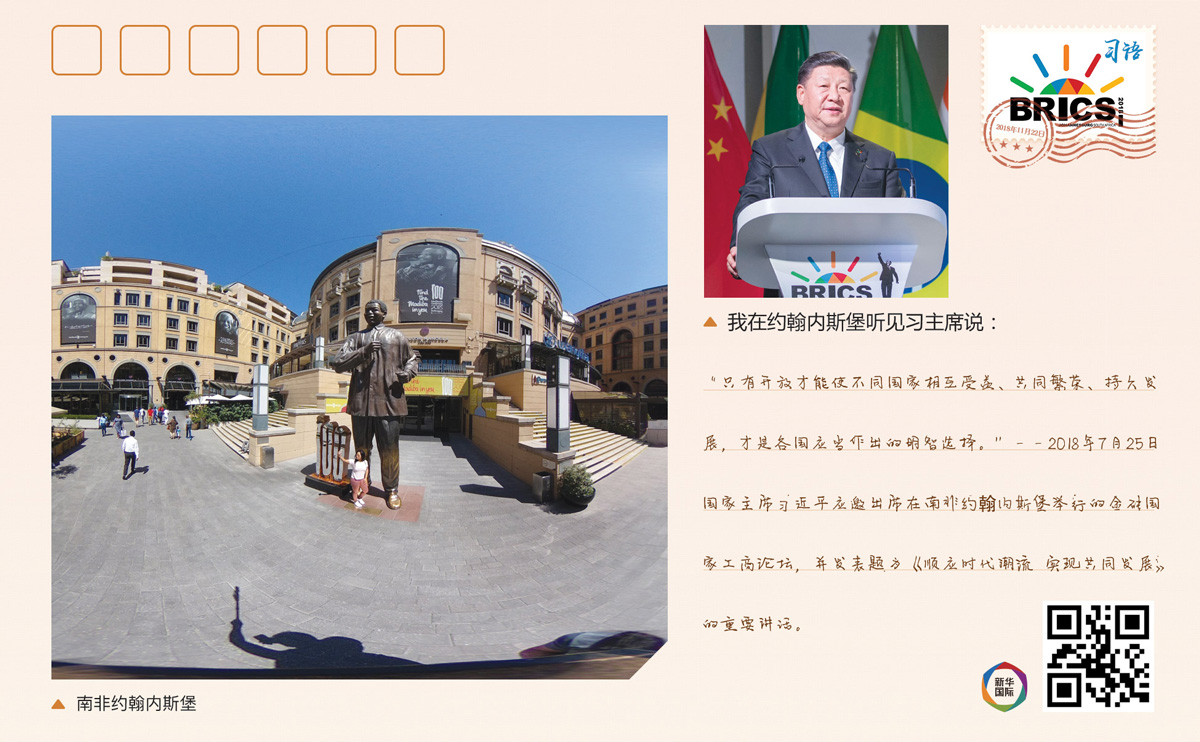 习语
BRICS
2018
2018年11月22日
find
the
Madiba
in you
100
BRICS
南非约翰内斯堡
我在约翰内斯堡听见习主席说：
“只有开放才能使不同国家相互受益、共同繁荣、持久发
展，才是各国应当作出的明智选择。”--2018年7月25日
国家主席习近平应邀出席在南非约翰内斯堡举行的金砖国
家工商论坛，并发表题为《顺应时代潮流 实现共同发展》
的重要讲话。
新华
国际